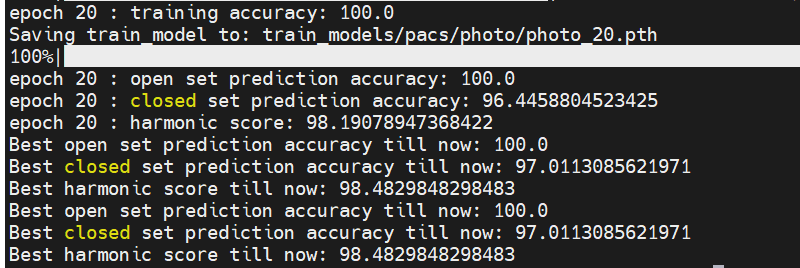 epoch 20 : training accuracy: 100.0
Saving train_model to: train_models/pacs/photo/photo_20.pth
100%|
epoch 20 : open set prediction accuracy: 100.0
epoch 20 : closed set prediction accuracy: 96.4458804523425
epoch 20 : harmonic score: 98.19078947368422
Best open set prediction accuracy till now: 100.0
Best closed set prediction accuracy till now: 97.0113085621971
Best harmonic score till now: 98.4829848298483
Best open set prediction accuracy till now: 100.0
Best closed set prediction accuracy till now: 97.0113085621971
Best harmonic score till now: 98.4829848298483